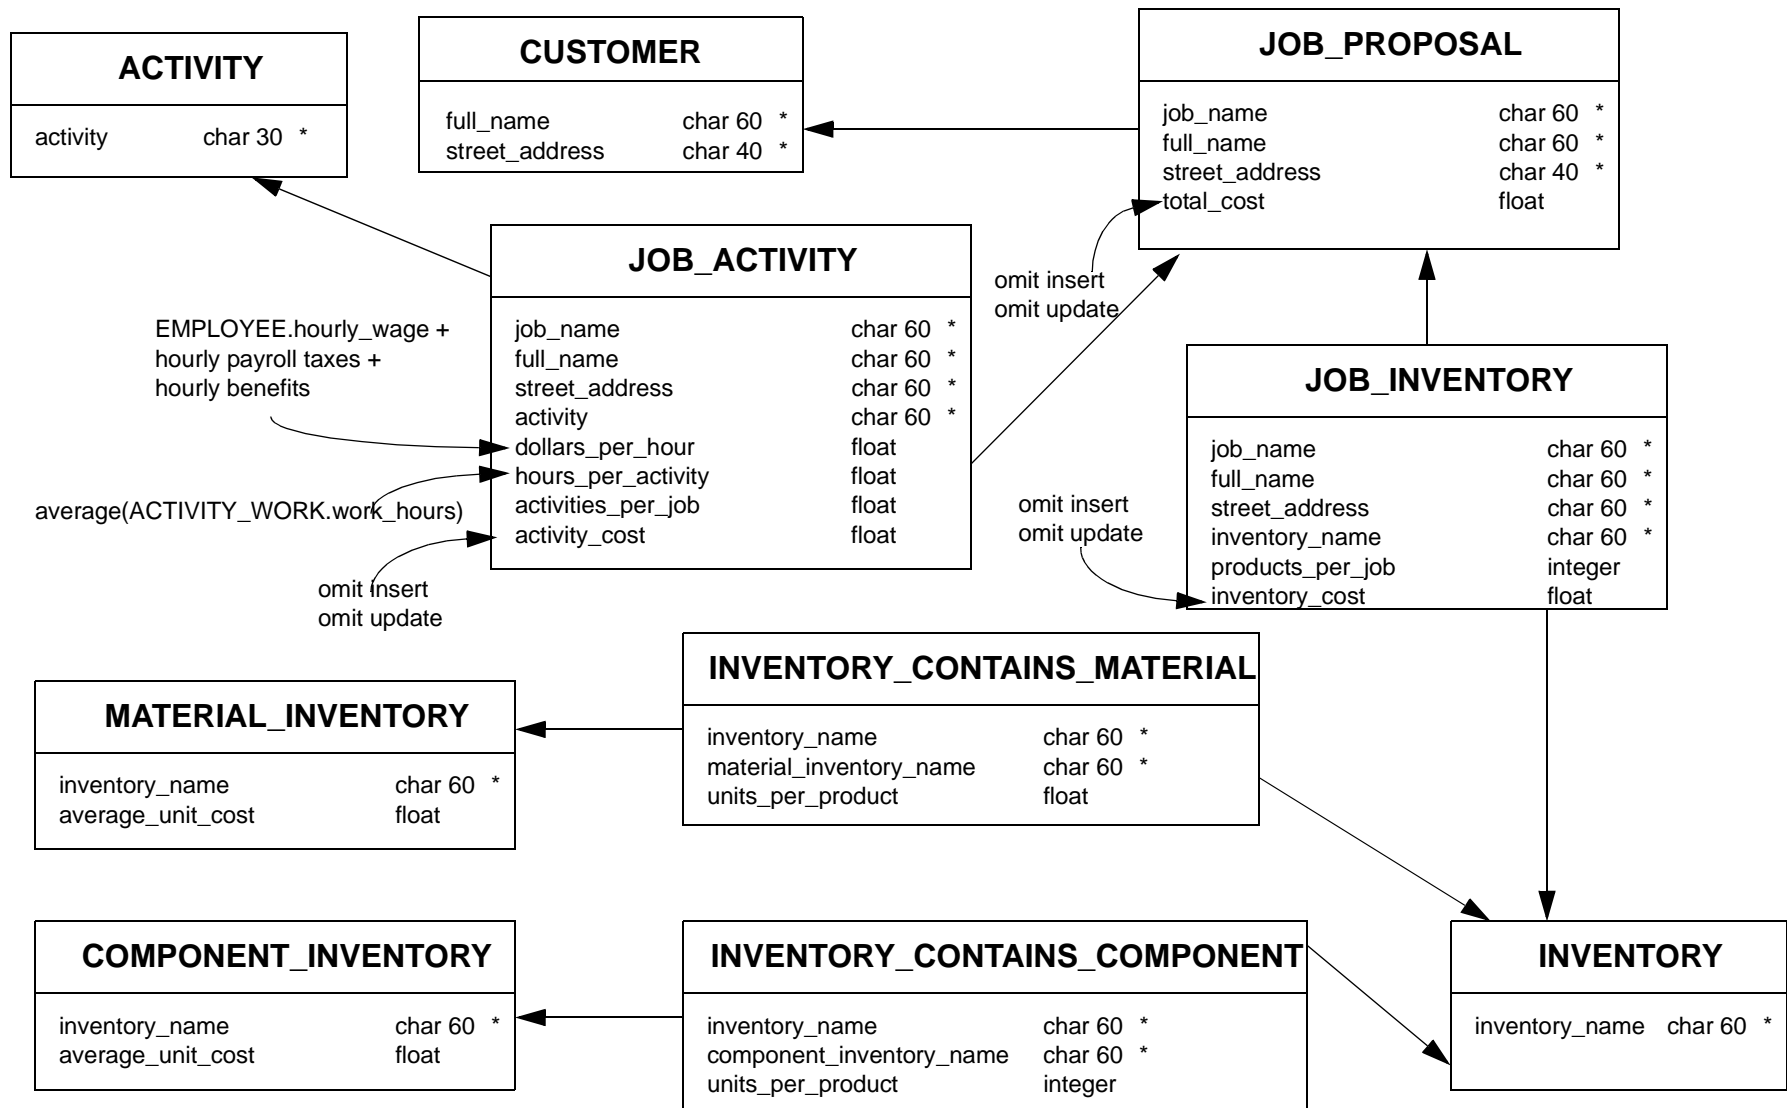 ACTIVITY
activity char 30 *
CUSTOMER
full_name char 60 *
street_address char 40 *
JOB_PROPOSAL
job_name char 60 *
full_name char 60 *
street_address char 40 *
total_cost float
omit insert
omit update
JOB_ACTIVITY
job_name char 60 *
full_name char 60 *
street_address char 60 *
activity char 60 *
dollars_per_hour float
hours_per_activity float
activities_per_job float
activity_cost float
EMPLOYEE.hourly_wage +
hourly payroll taxes +
hourly benefits
average(ACTIVITY_WORK.work_hours)
omit insert
omit update
JOB_INVENTORY
job_name char 60 *
full_name char 60 *
street_address char 60 *
inventory_name char 60 *
products_per_job integer
inventory_cost float
omit insert
omit update
MATERIAL_INVENTORY
inventory_name char 60 *
average_unit_cost float
INVENTORY_CONTAINS_MATERIAL
inventory_name char 60 *
material_inventory_name char 60 *
units_per_product float
COMPONENT_INVENTORY
inventory_name char 60 *
average_unit_cost float
INVENTORY_CONTAINS_COMPONENT
inventory_name char 60 *
component_inventory_name char 60 *
units_per_product integer
INVENTORY
inventory_name char 60 *